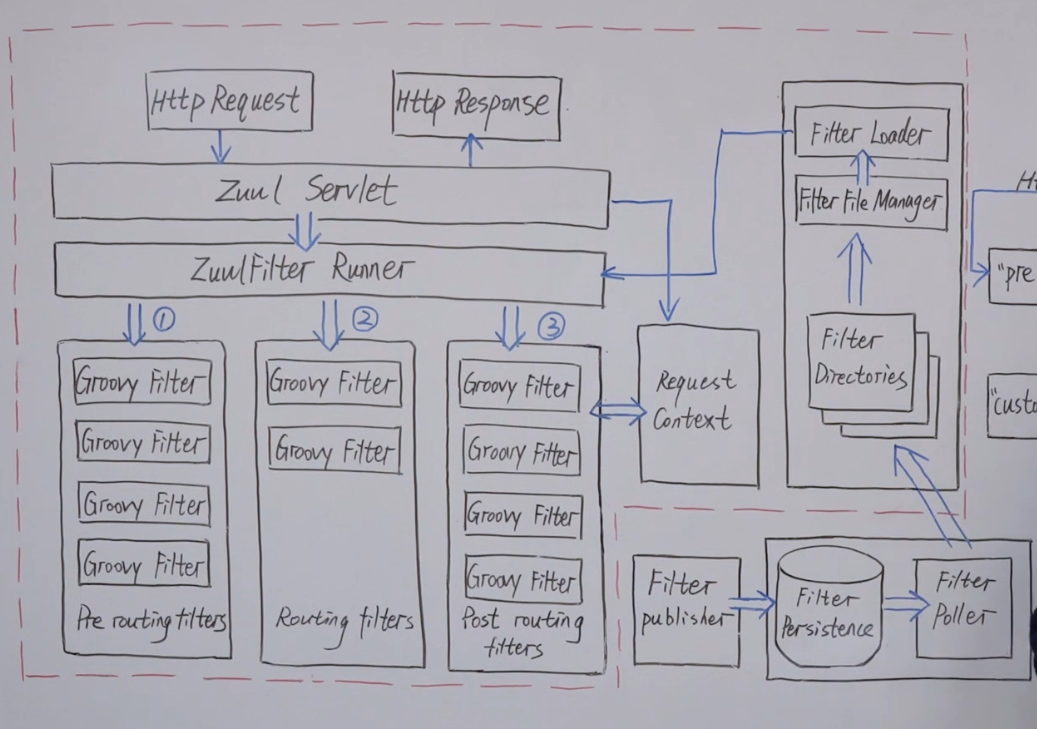 Http Request
Http Response
Zuul Servlet
ZuulFilter Runner
①
②
③
Groovy Filter
Groovy Filter
Groovy Filter
Groovy Filter
Pre routing filters
Groovy Filter
Groovy Filter
Routing filters
Groovy Filter
Groovy Filter
Groovy Filter
Groovy Filter
Post routing
filters
Request
Context
Filter Loader
Filter File Manager
Filter
Directories
Filter
publisher
Filter
Persistence
Filter
Poller
"pre
"custo